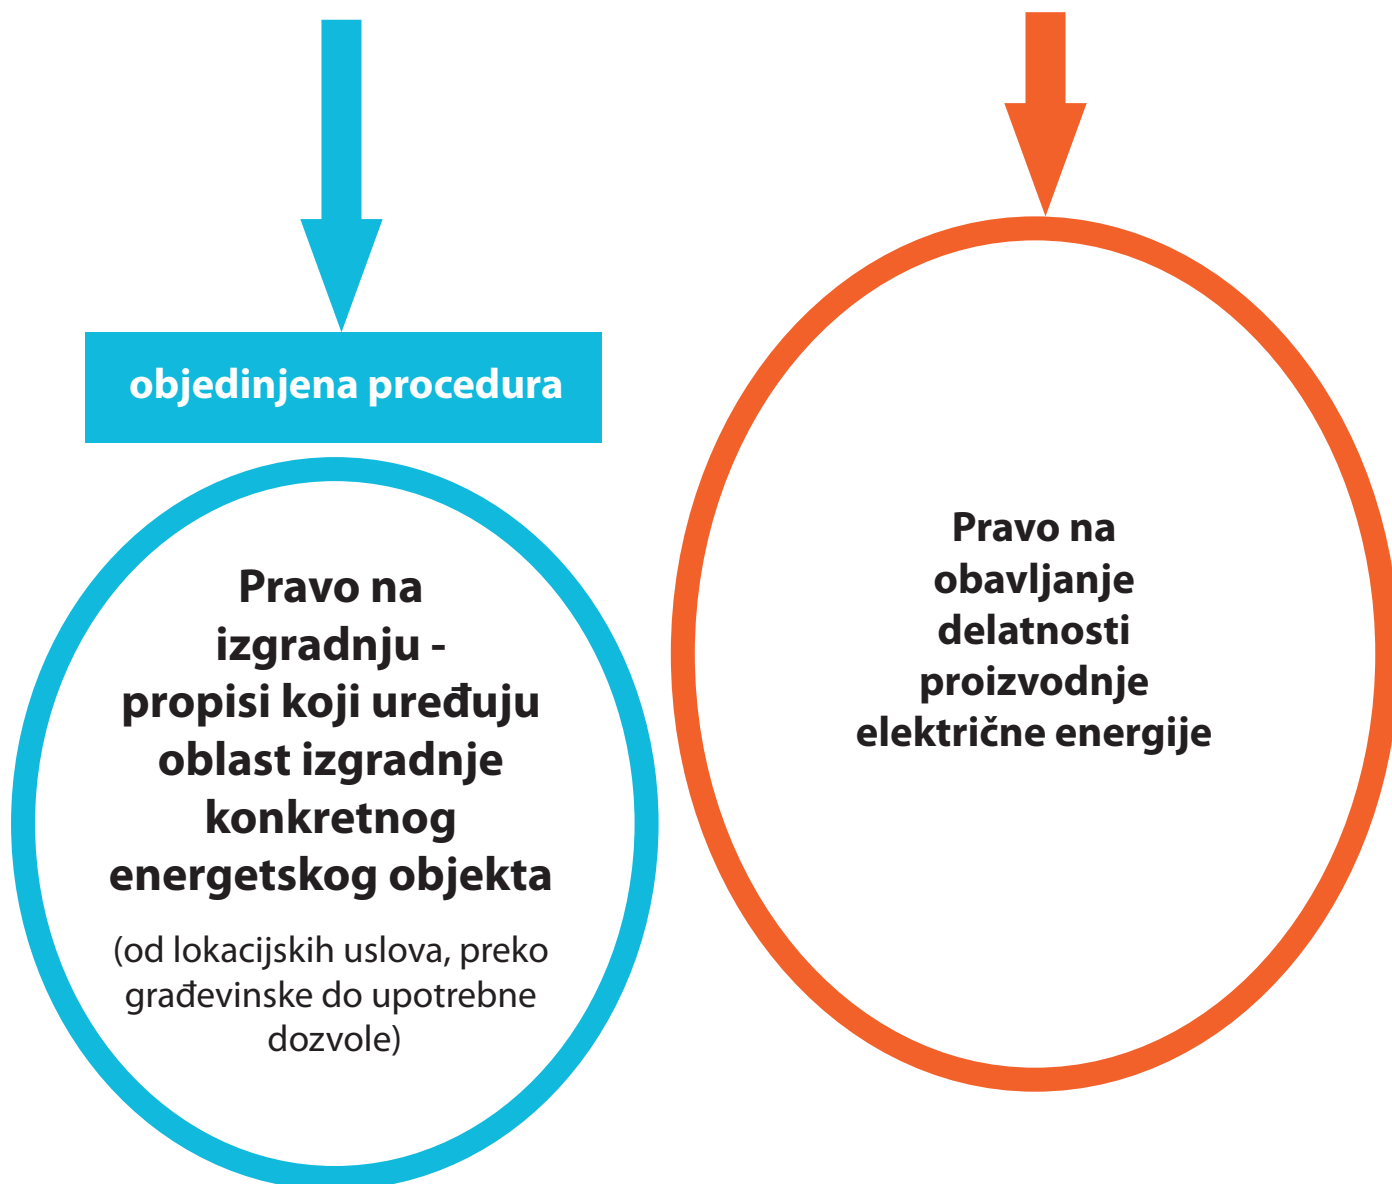 objedinjena procedura
Pravo na
izgradnju -
propisi koji uređuju
oblast izgradnje
konkretnog
energetskog objekta
(od lokacijskih uslova, preko
građevinske do upotrebne
dozvole)
Pravo na
obavljanje
delatnosti
proizvodnje
električne energije